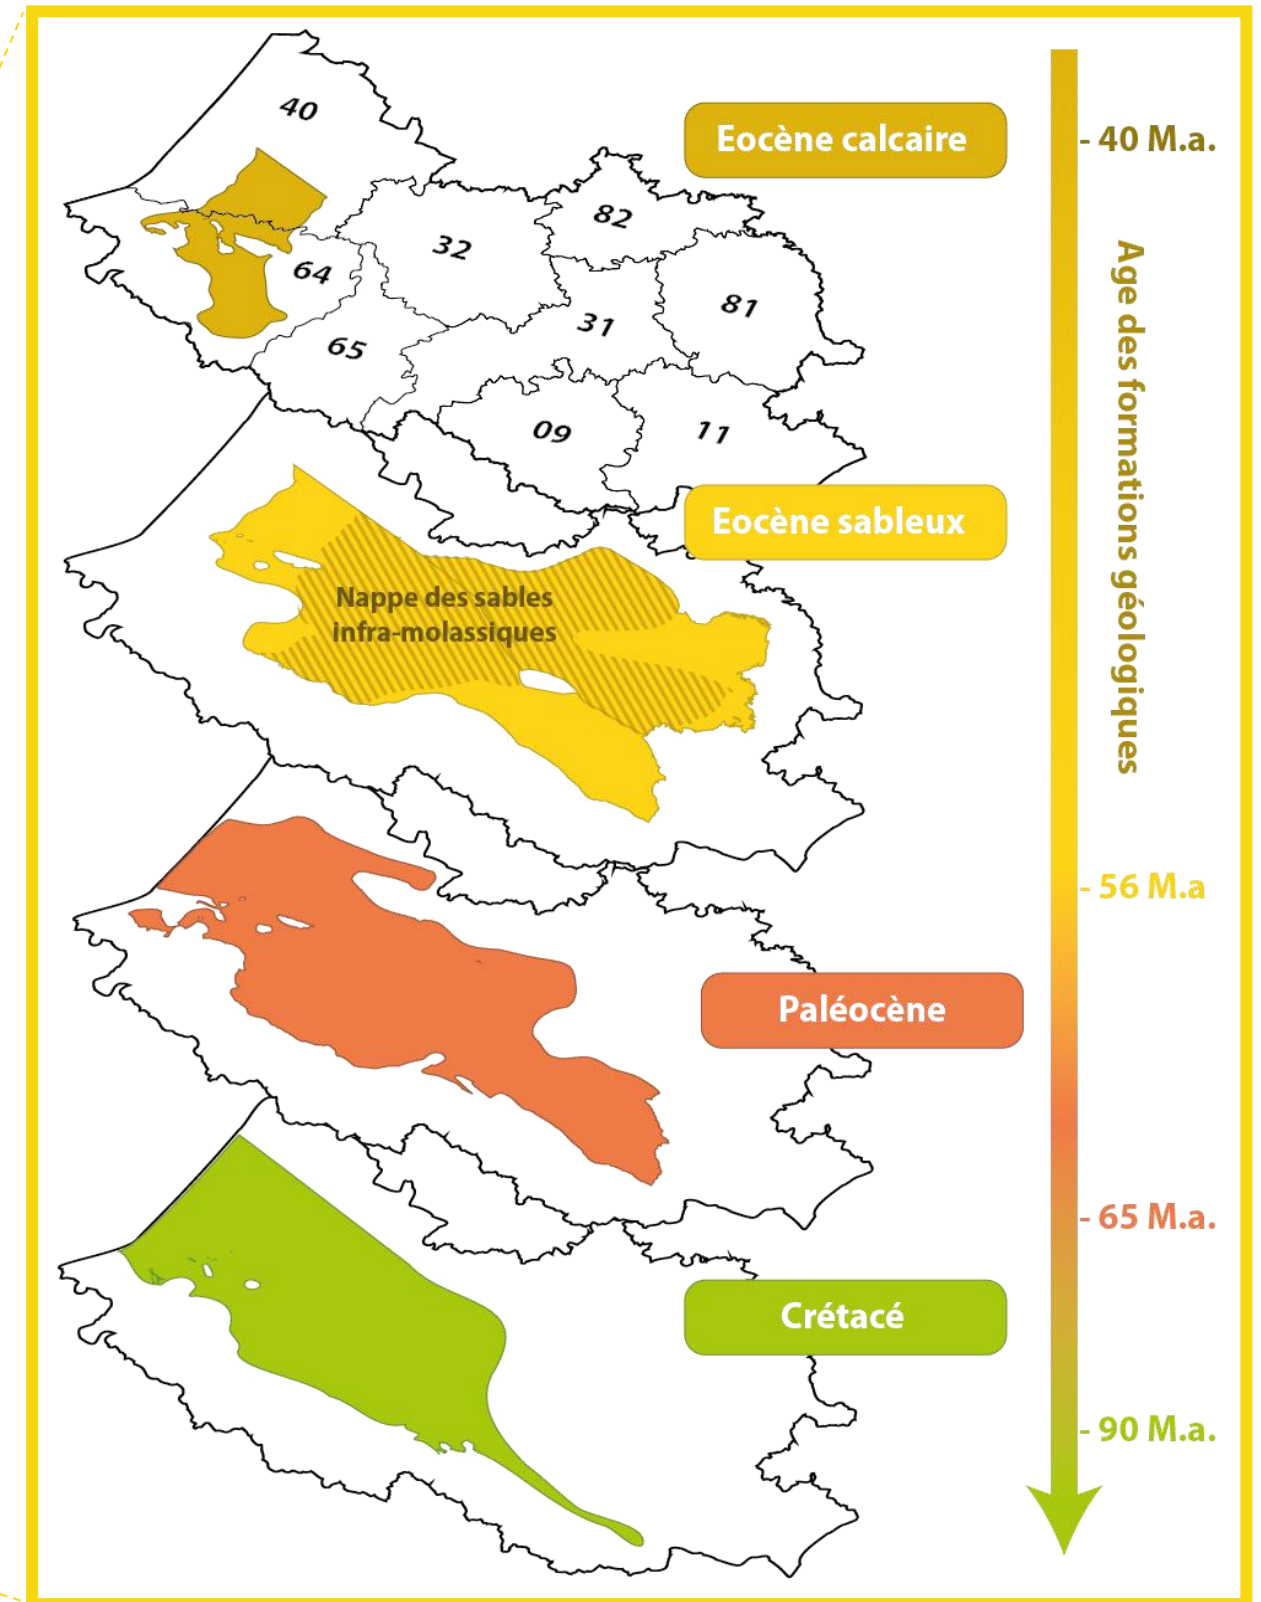 40
Eocène calcaire
- 40 M.a.
82
32
64
81
31
65
09
11
Age des formations géologiques
Eocène sableux
Nappe des sables
infra-molassiques
- 56 M.a
Paléocène
- 65 M.a.
Crétacé
- 90 M.a.